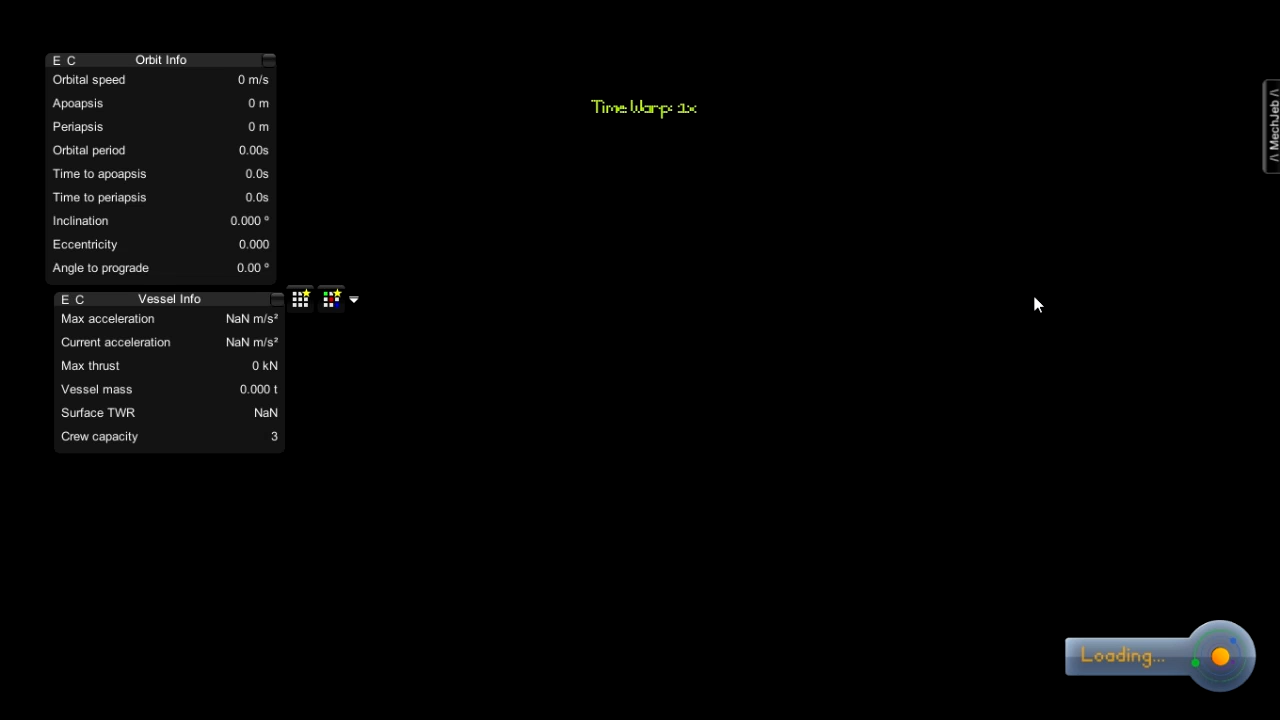 E C Orbit Info
Orbital speed 0 m/s
Apoapsis 0 m
Periapsis 0 m
Orbital period 0.00s
Time to apoapsis 0.0s
Time to periapsis 0.0s
Inclination 0.000 º
Eccentricity 0.000
Angle to prograde 0.00 º
Time Warp: 1x
/\ MechJeb /\
E C Vessel Info
Max acceleration NaN m/s²
Current acceleration NaN m/s²
Max thrust 0 kN
Vessel mass 0.000 t
Surface TWR NaN
Crew capacity 3
Loading...